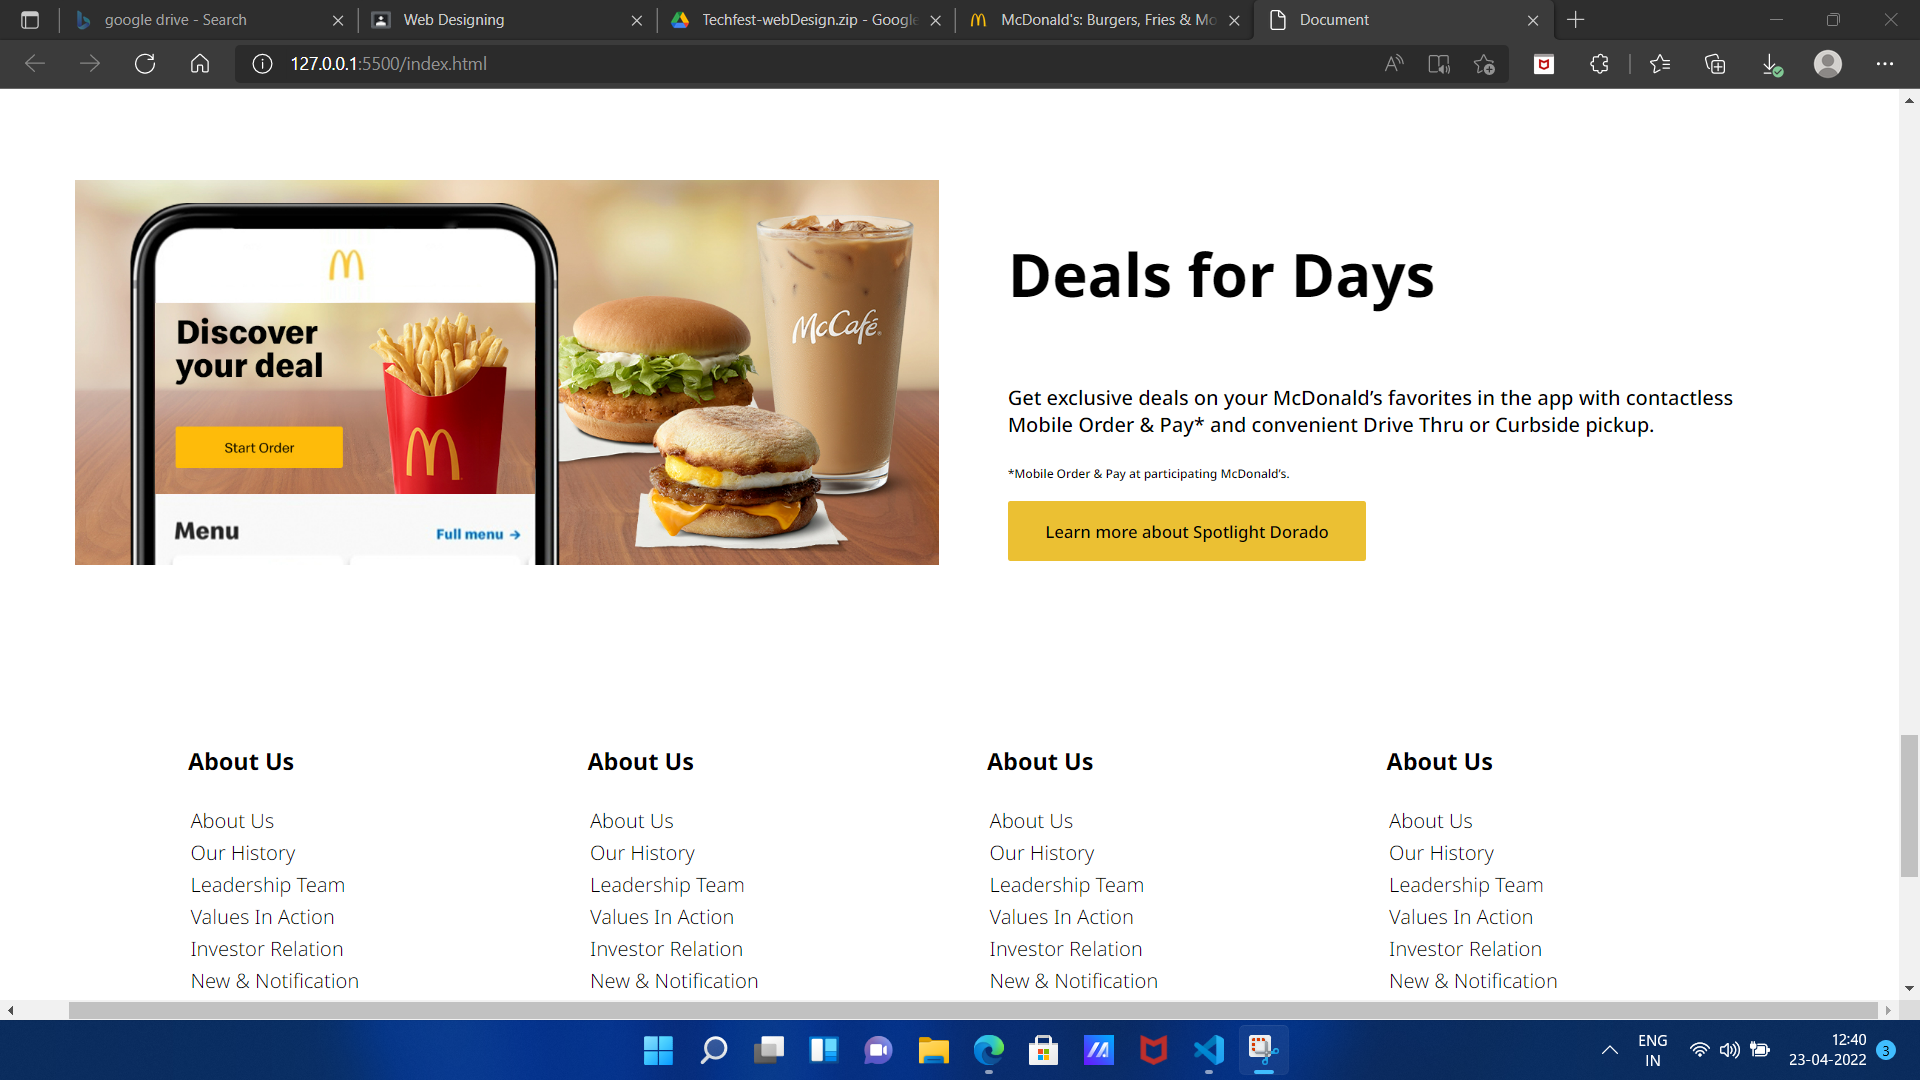 google drive - Search
Web Designing
Techfest-webDesign.zip - Google
McDonald's: Burgers, Fries & Mo
Document
127.0.0.1:5500/index.html
Discover
your deal
Start Order
Menu
Full menu →
McCafé®
Deals for Days
Get exclusive deals on your McDonald’s favorites in the app with contactless
Mobile Order & Pay* and convenient Drive Thru or Curbside pickup.
*Mobile Order & Pay at participating McDonald’s.
Learn more about Spotlight Dorado
About Us
About Us
Our History
Leadership Team
Values In Action
Investor Relation
New & Notification
About Us
About Us
Our History
Leadership Team
Values In Action
Investor Relation
New & Notification
About Us
About Us
Our History
Leadership Team
Values In Action
Investor Relation
New & Notification
About Us
About Us
Our History
Leadership Team
Values In Action
Investor Relation
New & Notification
ENG
IN
12:40
23-04-2022
3